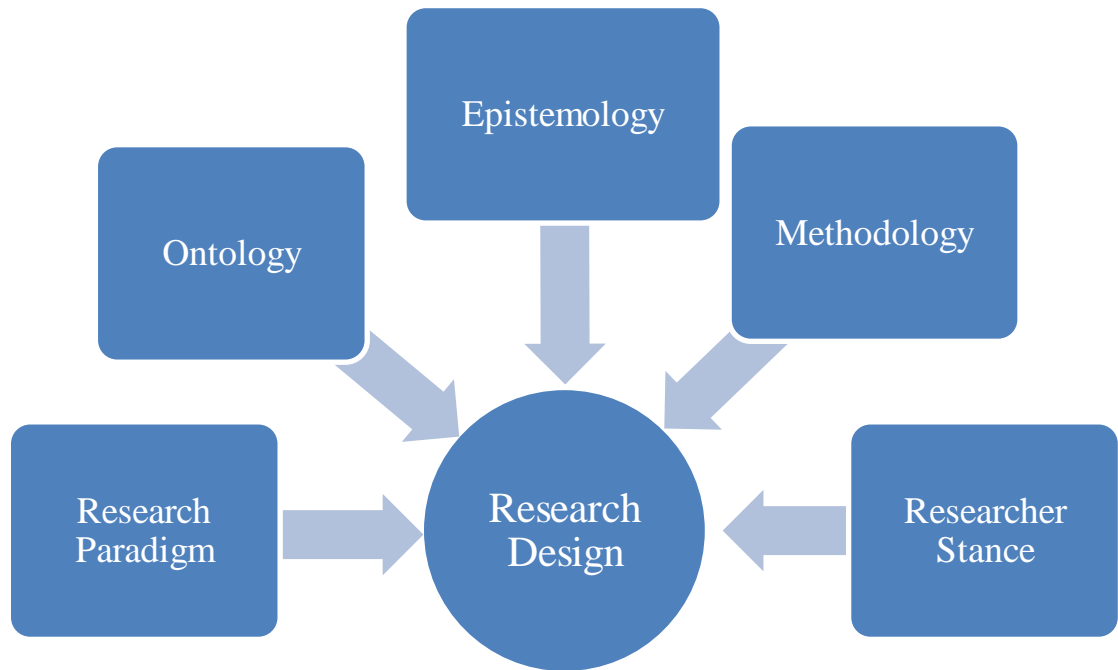 Epistemology
Ontology
Methodology
Research
Paradigm
Research
Design
Researcher
Stance